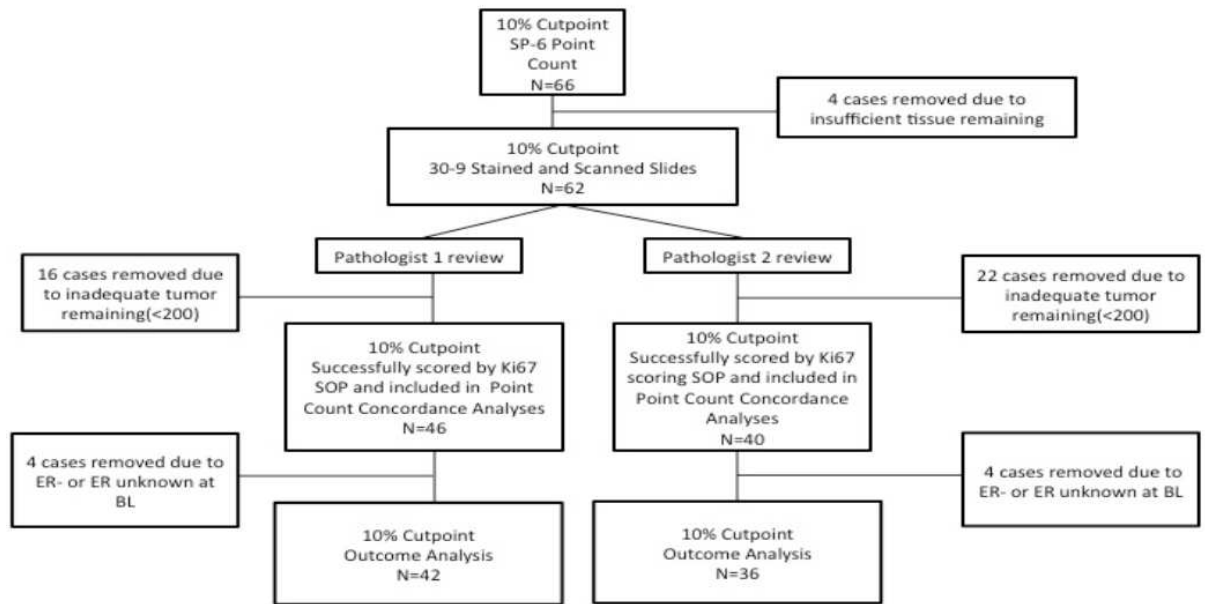 10% Cutpoint
SP-6 Point
Count
N=66
4 cases removed due to
insufficient tissue remaining
10% Cutpoint
30-9 Stained and Scanned Slides
N=62
Pathologist 1 review
Pathologist 2 review
16 cases removed due
to inadequate tumor
remaining(<200)
22 cases removed due to
inadequate tumor
remaining(<200)
10% Cutpoint
Successfully scored by Ki67
SOP and included in Point
Count Concordance Analyses
N=46
10% Cutpoint
Successfully scored by Ki67
scoring SOP and included in
Point Count Concordance
Analyses
N=40
4 cases removed due to
ER- or ER unknown at
BL
4 cases removed due to
ER- or ER unknown at BL
10% Cutpoint
Outcome Analysis
N=42
10% Cutpoint
Outcome Analysis
N=36